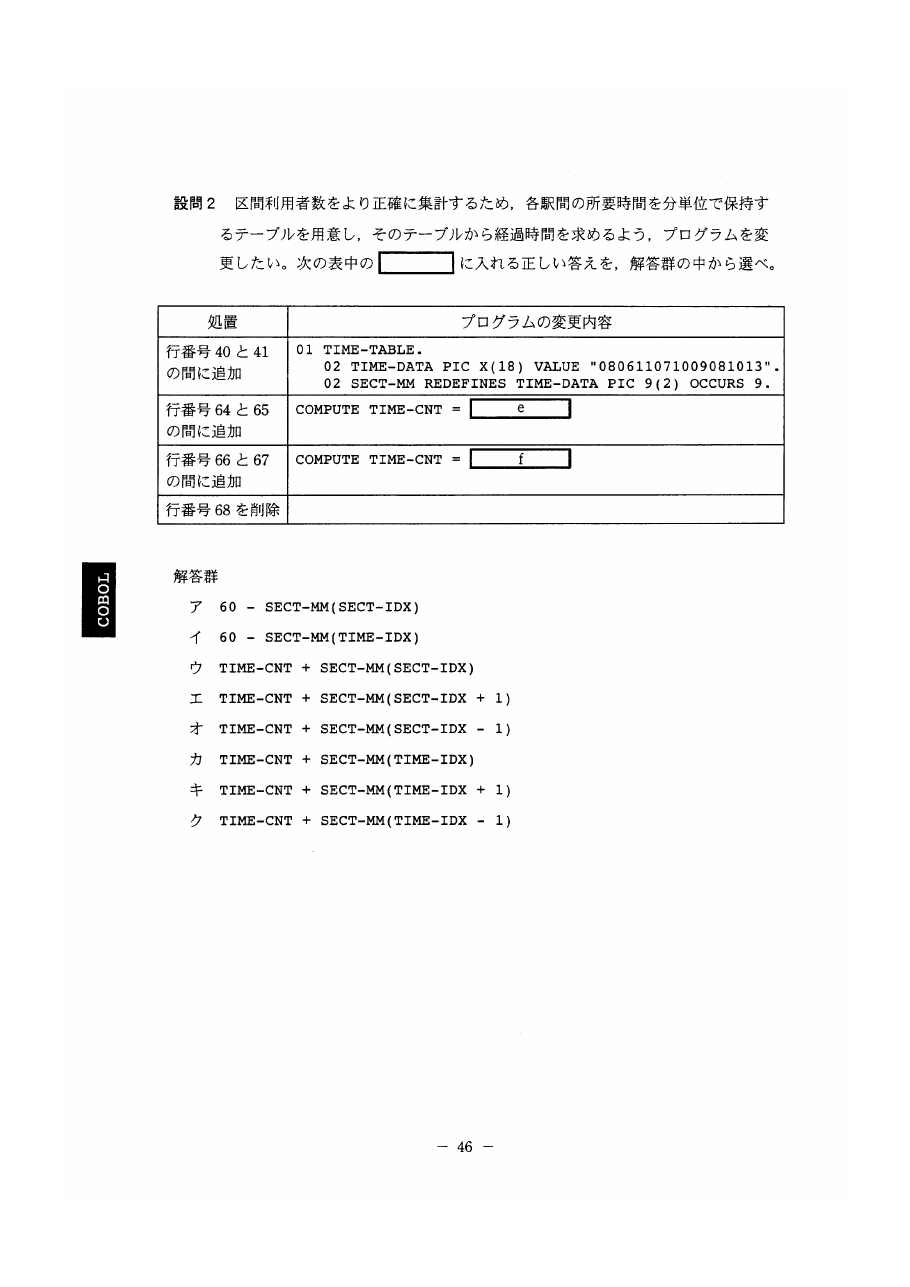 設問2 区間利用者数をより正確に集計するため，各駅間の所要時間を分単位で保持す
るテーブルを用意し，そのテーブルから経過時間を求めるよう，プログラムを変
更したい。次の表中の に入れる正しい答えを，解答群の中から選べ。
処置 プログラムの変更内容
行番号 40 と 41
の間に追加
01 TIME-TABLE.
02 TIME-DATA PIC X(18) VALUE "080611071009081013".
02 SECT-MM REDEFINES TIME-DATA PIC 9(2) OCCURS 9.
行番号 64 と 65
の間に追加
COMPUTE TIME-CNT = e
行番号 66 と 67
の間に追加
COMPUTE TIME-CNT = f
行番号 68 を削除
COBOL
解答群
ア 60 - SECT-MM(SECT-IDX)
イ 60 - SECT-MM(TIME-IDX)
ウ TIME-CNT + SECT-MM(SECT-IDX)
エ TIME-CNT + SECT-MM(SECT-IDX + 1)
オ TIME-CNT + SECT-MM(SECT-IDX - 1)
カ TIME-CNT + SECT-MM(TIME-IDX)
キ TIME-CNT + SECT-MM(TIME-IDX + 1)
ク TIME-CNT + SECT-MM(TIME-IDX - 1)
－ 46 －